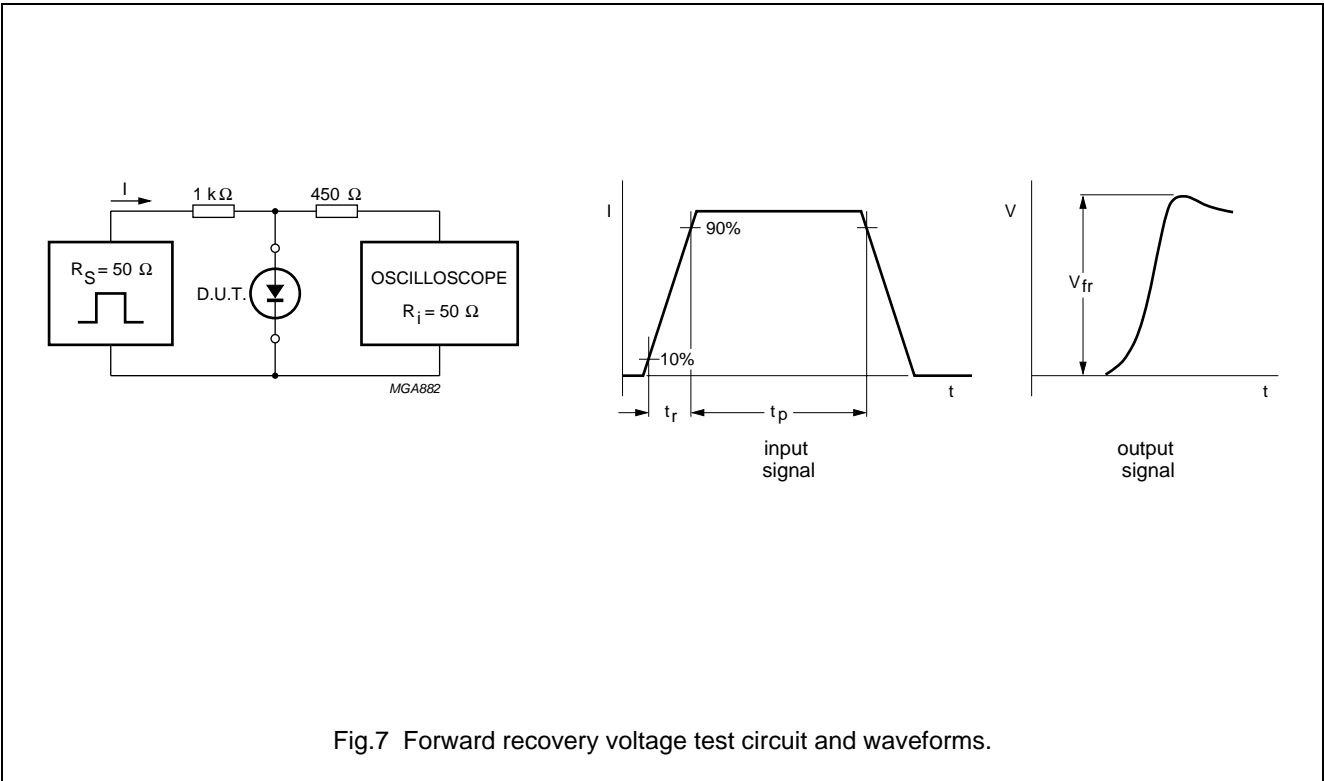 I
1 kΩ
450 Ω
R_S = 50 Ω
D.U.T.
OSCILLOSCOPE
R_i = 50 Ω
MGA882
I
90%
10%
t
t_r
t_p
input
signal
V
V_fr
t
output
signal
Fig.7 Forward recovery voltage test circuit and waveforms.